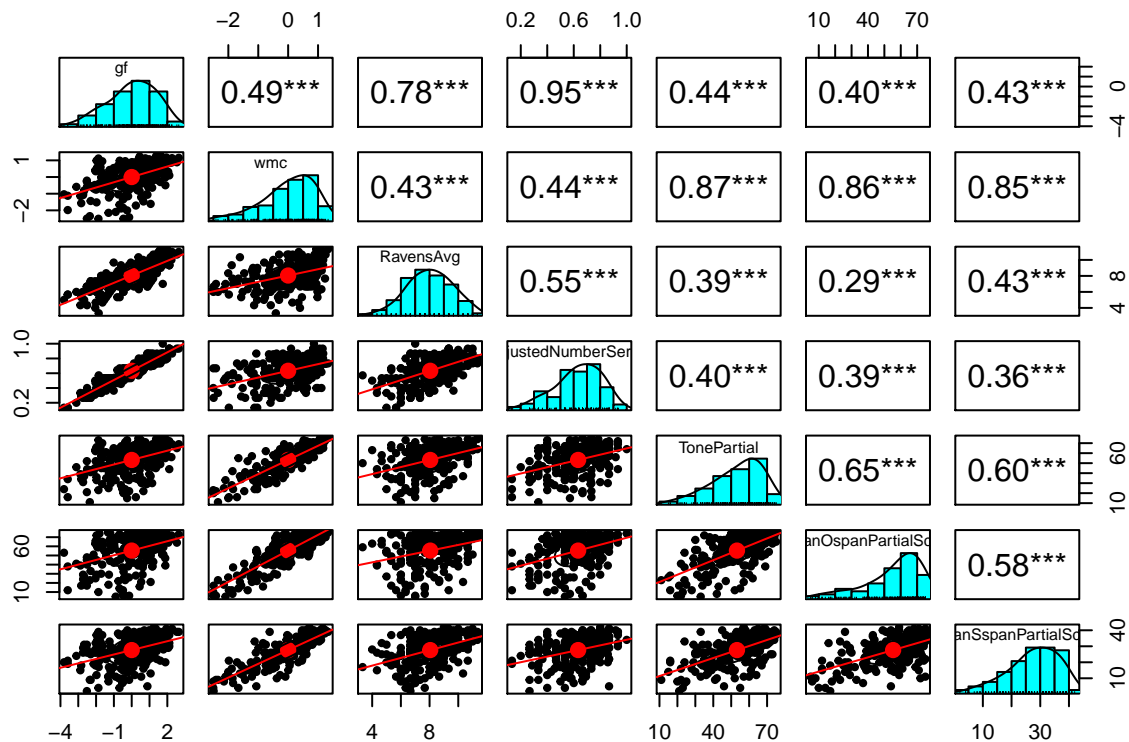 −2 0 1 0.2 0.6 1.0 10 40 70
gf 0.49*** 0.78*** 0.95*** 0.44*** 0.40*** 0.43*** −4 0
−2 1 wmc 0.43*** 0.44*** 0.87*** 0.86*** 0.85***
RavensAvg 0.55*** 0.39*** 0.29*** 0.43*** 4 8
0.2 1.0 justedNumberSer 0.40*** 0.39*** 0.36***
TonePartial 0.65*** 0.60*** 10 60
10 60 anOspanPartialSc 0.58***
anSspanPartialSc 10 40
−4 −1 2 4 8 10 40 70 10 30